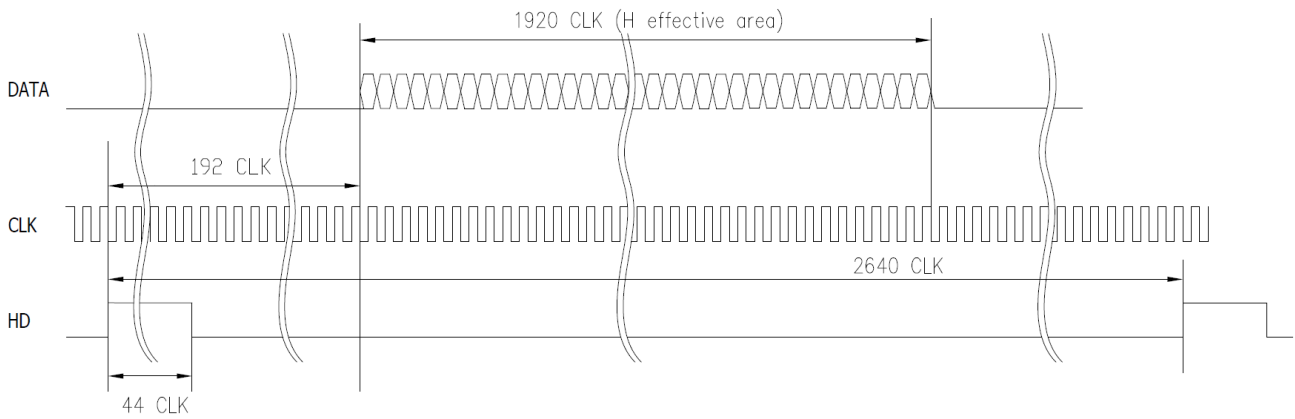 1920 CLK (H effective area)
DATA
192 CLK
CLK
2640 CLK
HD
44 CLK